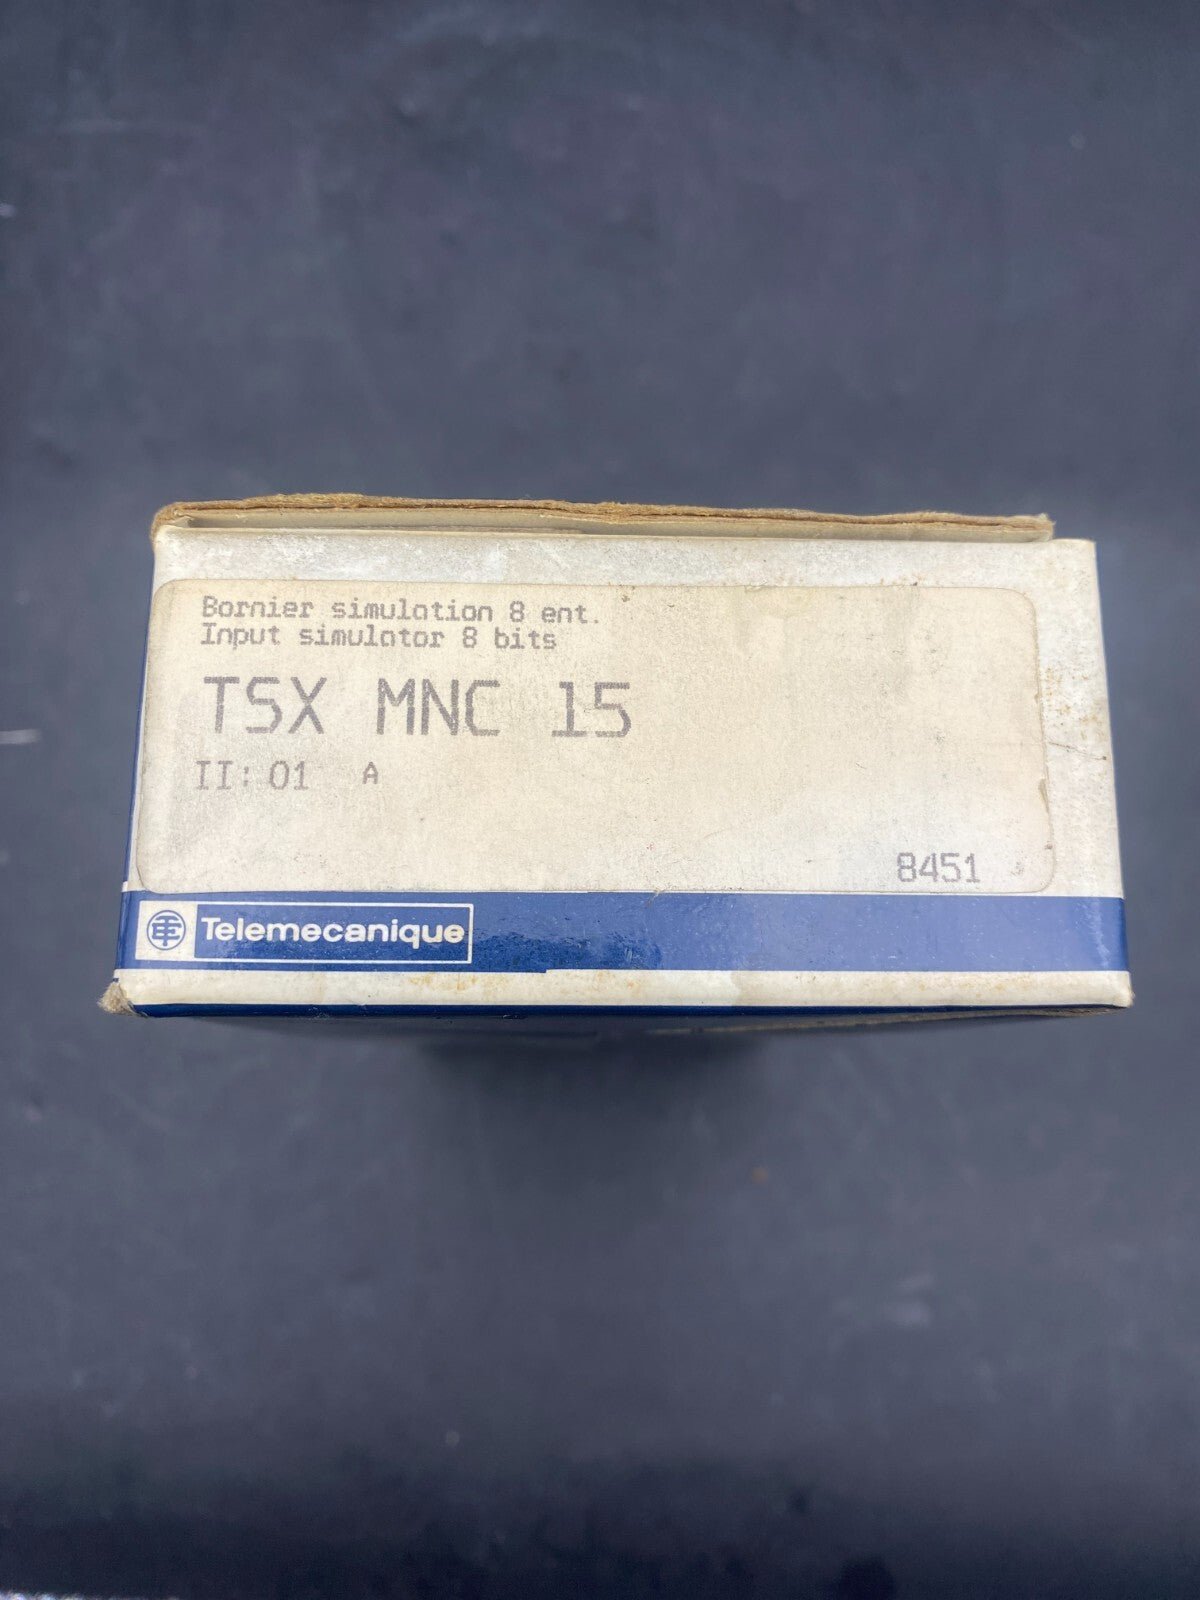 Bornier simulation 8 ent.
Input simulator 8 bits
TSX MNC 15
II: 01 A
8451
Telemecanique